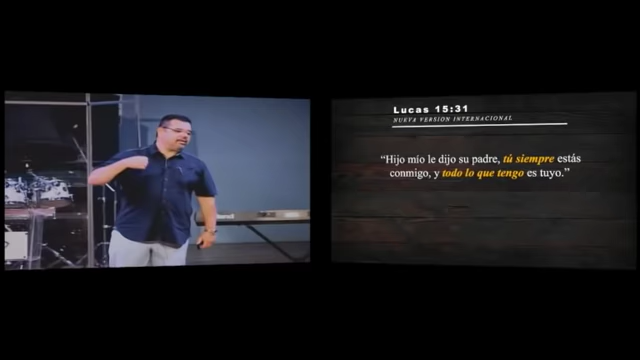 Lucas 15:31
NUEVA VERSIÓN INTERNACIONAL
“Hijo mío le dijo su padre, tú siempre estás
conmigo, y todo lo que tengo es tuyo.”